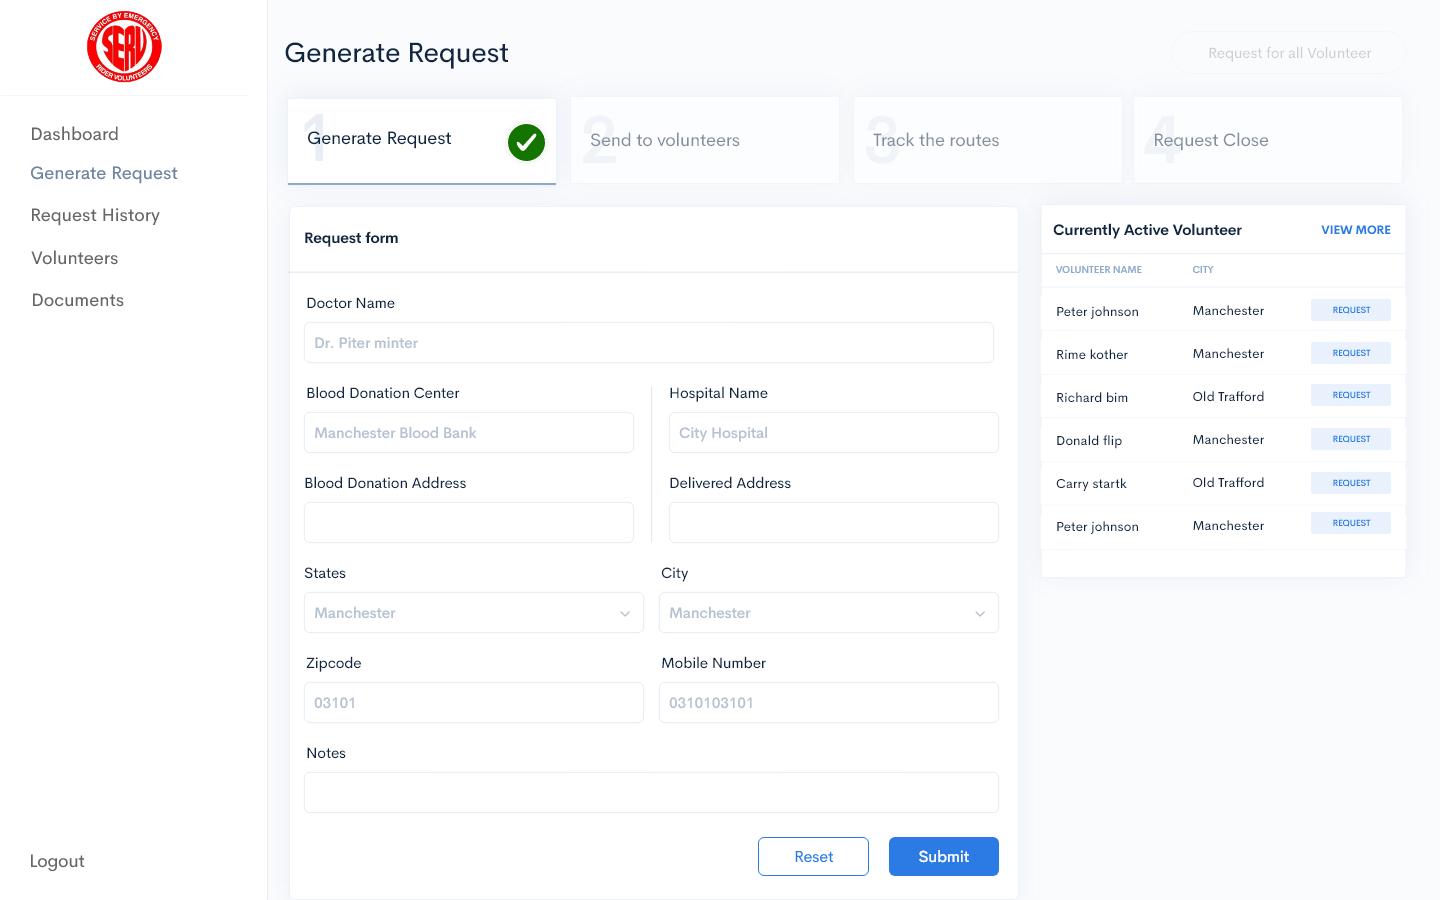 SERVICE BY EMERGENCY
SERV
RIDER VOLUNTEERS
Dashboard
Generate Request
Request History
Volunteers
Documents
Logout
Generate Request
Request for all Volunteer
1
Generate Request
2
Send to volunteers
3
Track the routes
4
Request Close
Request form
Doctor Name
Dr. Piter minter
Blood Donation Center
Manchester Blood Bank
Hospital Name
City Hospital
Blood Donation Address
Delivered Address
States
Manchester
City
Manchester
Zipcode
03101
Mobile Number
0310103101
Notes
Reset
Submit
Currently Active Volunteer
VIEW MORE
VOLUNTEER NAME CITY
Peter johnson Manchester REQUEST
Rime kother Manchester REQUEST
Richard bim Old Trafford REQUEST
Donald flip Manchester REQUEST
Carry startk Old Trafford REQUEST
Peter johnson Manchester REQUEST